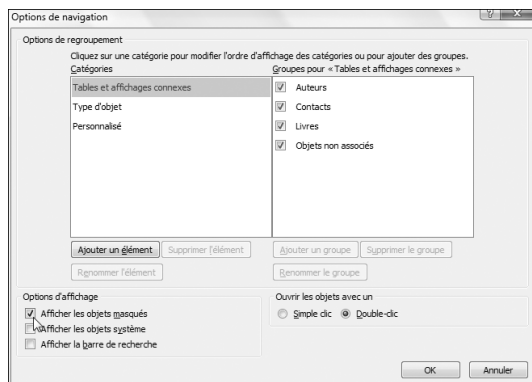 Options de navigation
Options de regroupement
Cliquez sur une catégorie pour modifier l'ordre d'affichage des catégories ou pour ajouter des groupes.
Catégories
Groupes pour « Tables et affichages connexes »
Tables et affichages connexes
Type d'objet
Personnalisé
Auteurs
Contacts
Livres
Objets non associés
Ajouter un élément
Supprimer l'élément
Ajouter un groupe
Supprimer le groupe
Renommer l'élément
Renommer le groupe
Options d'affichage
Afficher les objets masqués
Afficher les objets système
Afficher la barre de recherche
Ouvrir les objets avec un
Simple clic
Double-clic
OK
Annuler